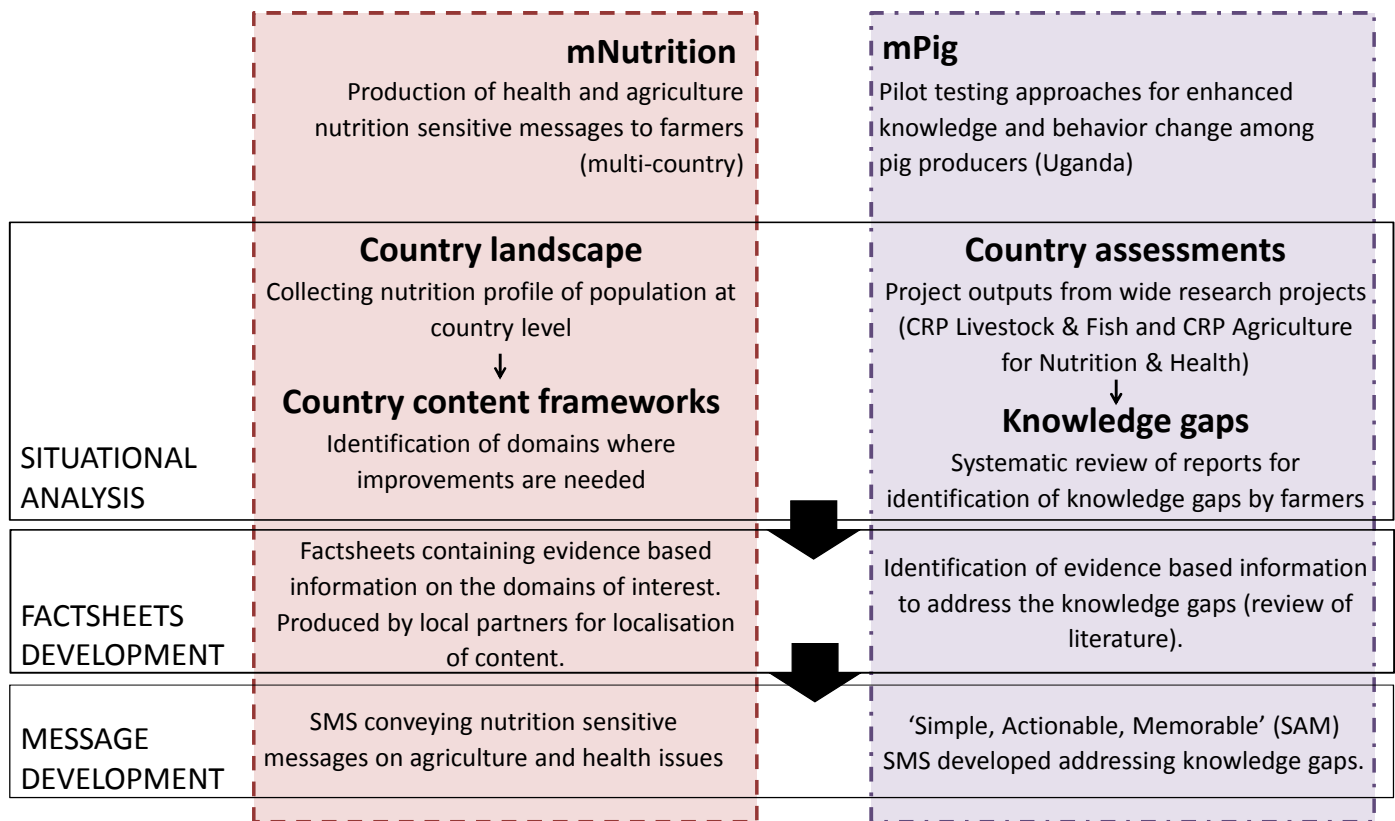 mNutrition
Production of health and agriculture
nutrition sensitive messages to farmers
(multi-country)
mPig
Pilot testing approaches for enhanced
knowledge and behavior change among
pig producers (Uganda)
SITUATIONAL
ANALYSIS
Country landscape
Collecting nutrition profile of population at
country level
Country content frameworks
Identification of domains where
improvements are needed
Country assessments
Project outputs from wide research projects
(CRP Livestock & Fish and CRP Agriculture
for Nutrition & Health)
Knowledge gaps
Systematic review of reports for
identification of knowledge gaps by farmers
FACTSHEETS
DEVELOPMENT
Factsheets containing evidence based
information on the domains of interest.
Produced by local partners for localisation
of content.
Identification of evidence based information
to address the knowledge gaps (review of
literature).
MESSAGE
DEVELOPMENT
SMS conveying nutrition sensitive
messages on agriculture and health issues
‘Simple, Actionable, Memorable’ (SAM)
SMS developed addressing knowledge gaps.